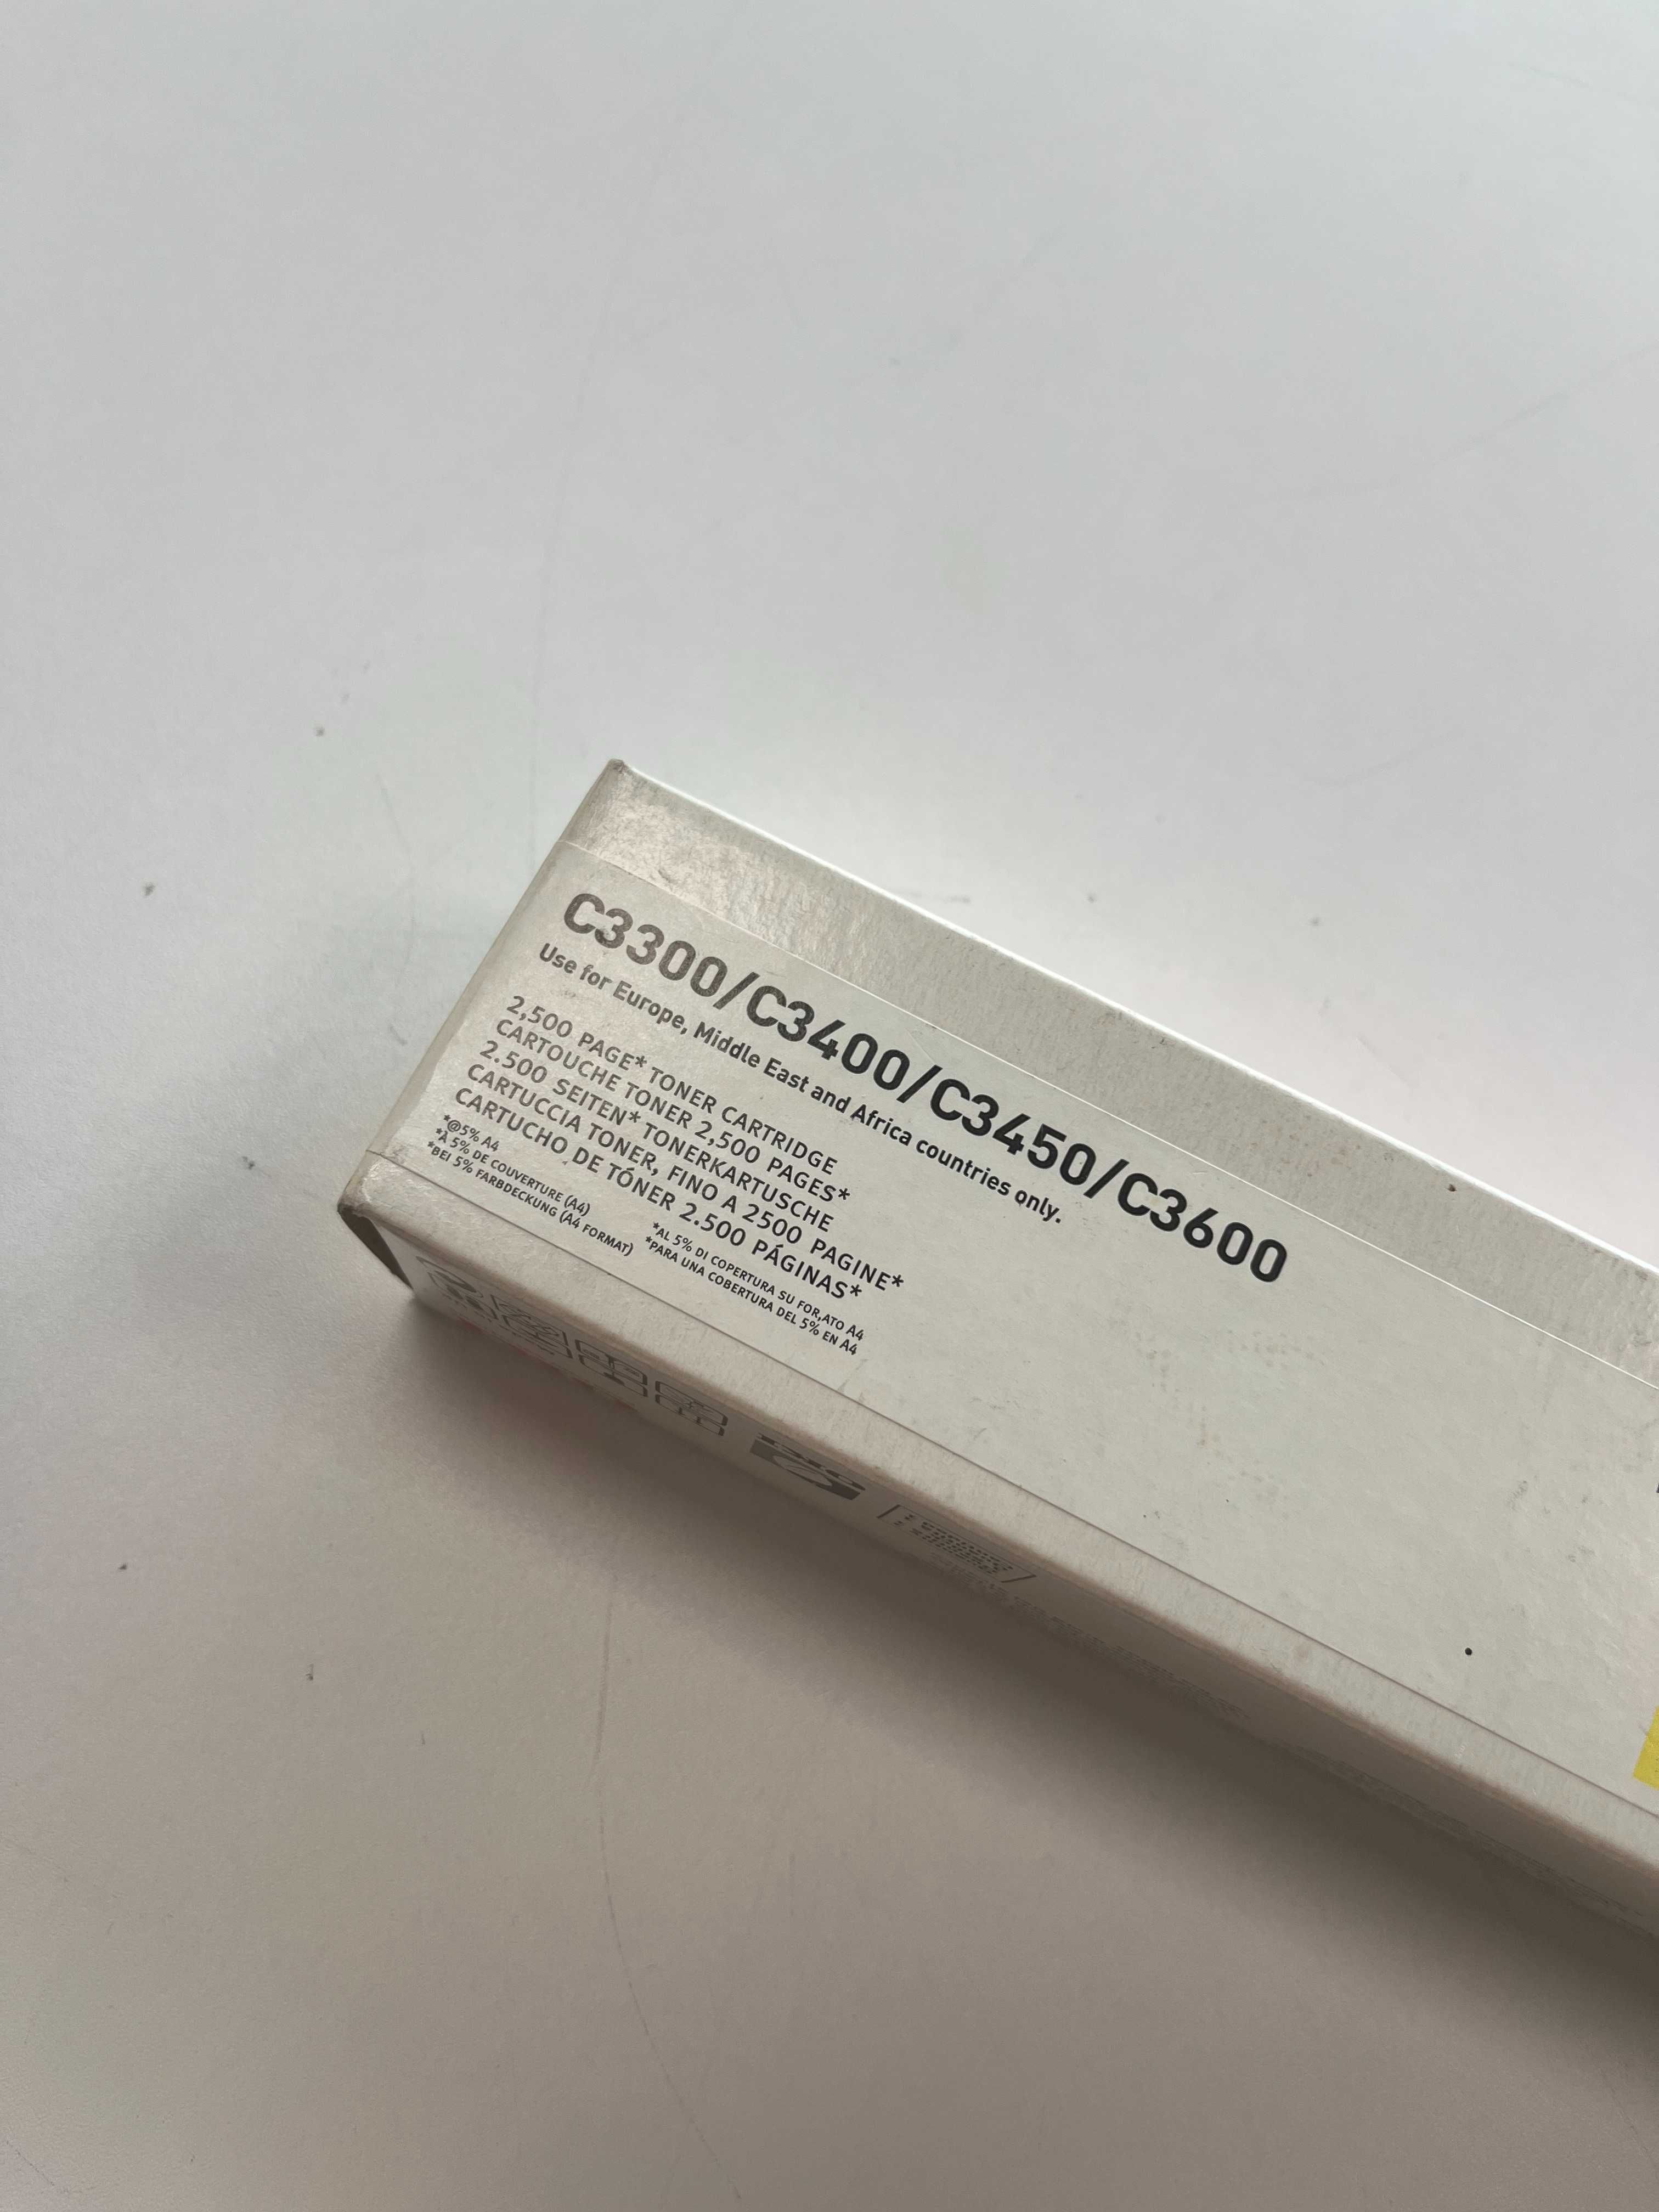 C3300/C3400/C3450/C3600
Use for Europe, Middle East and Africa countries only.
2,500 PAGE* TONER CARTRIDGE
CARTOUCHE TONER 2,500 PAGES*
2.500 SEITEN* TONERKARTUSCHE
CARTUCCIA TONER, FINO A 2500 PAGINE*
CARTUCHO DE TÓNER 2.500 PÁGINAS*
*@5% A4
*À 5% DE COUVERTURE (A4)
*BEI 5% FARBDECKUNG (A4 FORMAT)
*AL 5% DI COPERTURA SU FOR,ATO A4
*PARA UNA COBERTURA DEL 5% EN A4